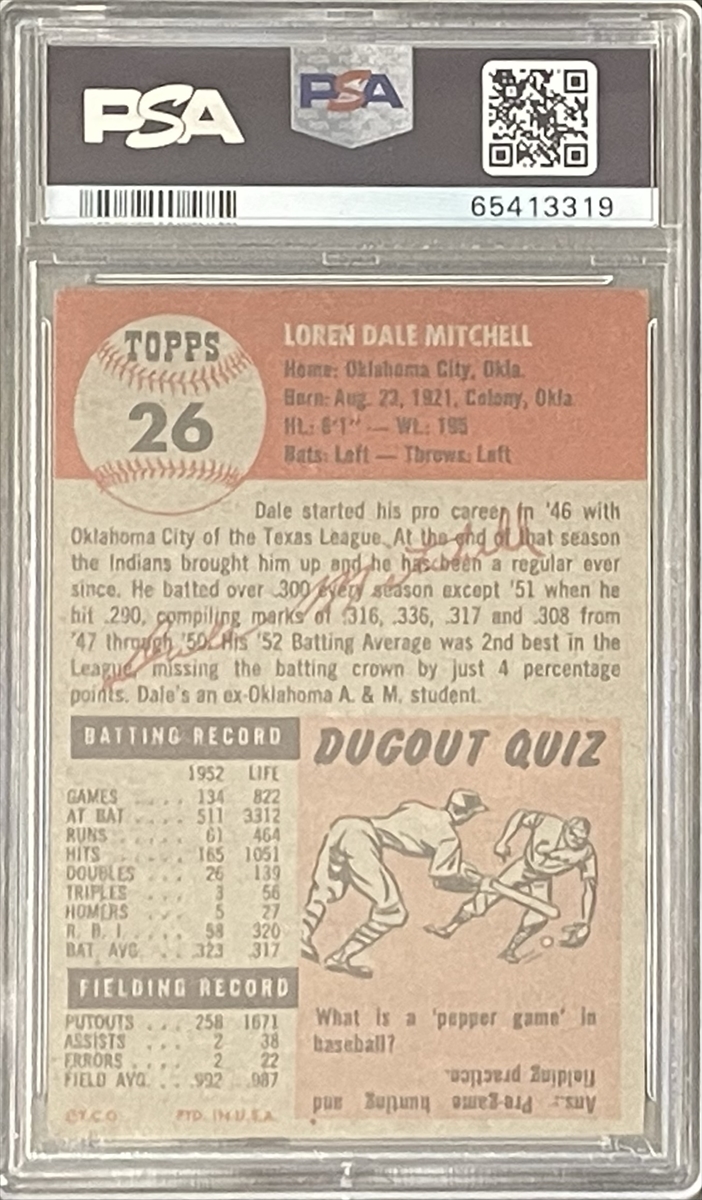 PSA
PSA
65413319
TOPPS
26
LOREN DALE MITCHELL
Home: Oklahoma City, Okla.
Born: Aug. 22, 1921, Colony, Okla.
Ht.: 6'1" — Wt.: 195
Bats: Left — Throws: Left
Dale started his pro career in '46 with
Oklahoma City of the Texas League. At the end of that season
the Indians brought him up and he has been a regular ever
since. He batted over .300 every season except '51 when he
hit .290, compiling marks of .316, .336, .317 and .308 from
'47 through '50. His '52 Batting Average was 2nd best in the
League, missing the batting crown by just 4 percentage
points. Dale's an ex-Oklahoma A. & M. student.
Dale Mitchell
BATTING RECORD
1952 LIFE
GAMES .... 134 822
AT BAT .... 511 3312
RUNS .... 61 464
HITS .... 165 1051
DOUBLES ... 26 139
TRIPLES ... 3 56
HOMERS ... 5 27
R. B. I. .... 58 320
BAT. AVG. .323 .317
FIELDING RECORD
PUTOUTS ... 258 1671
ASSISTS ... 2 38
ERRORS ... 2 22
FIELD AVG. .992 .987
©T.C.G. PTD. IN U.S.A.
DUGOUT QUIZ
What is a 'pepper game' in
baseball?
Ans.: Pre-game bunting and
fielding practice.